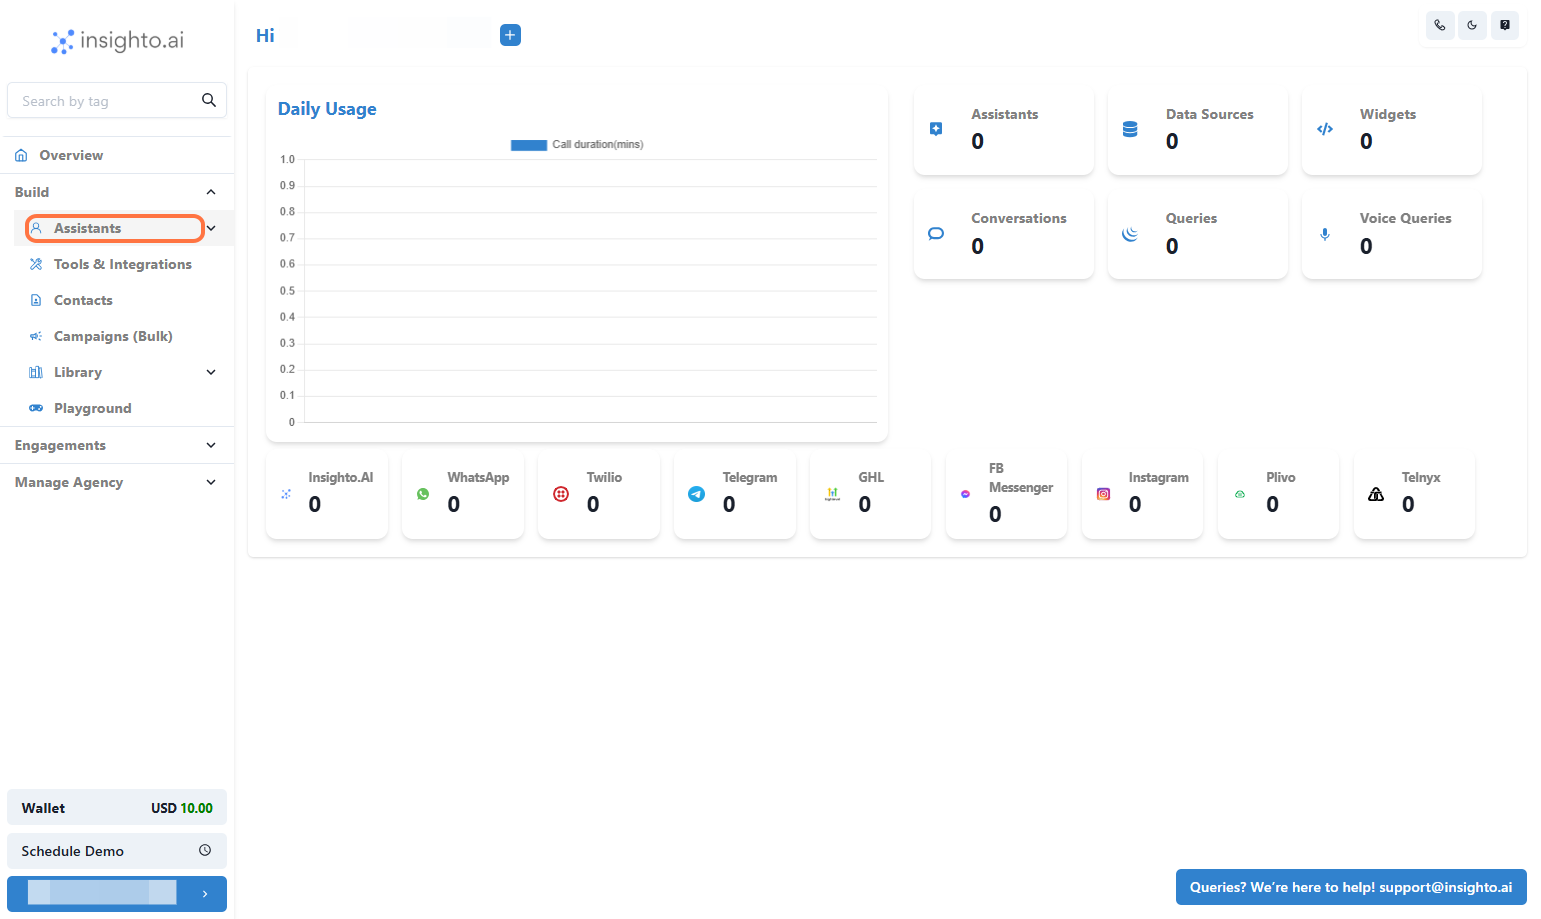 insighto.ai
Hi
Search by tag
Overview
Build
Assistants
Tools & Integrations
Contacts
Campaigns (Bulk)
Library
Playground
Engagements
Manage Agency
Wallet USD 10.00
Schedule Demo
Daily Usage
Call duration(mins)
1.0
0.9
0.8
0.7
0.6
0.5
0.4
0.3
0.2
0.1
0
Assistants
0
Data Sources
0
Widgets
0
Conversations
0
Queries
0
Voice Queries
0
Insighto.AI
0
WhatsApp
0
Twilio
0
Telegram
0
GHL
0
FB
Messenger
0
Instagram
0
Plivo
0
Telnyx
0
Queries? We're here to help! support@insighto.ai